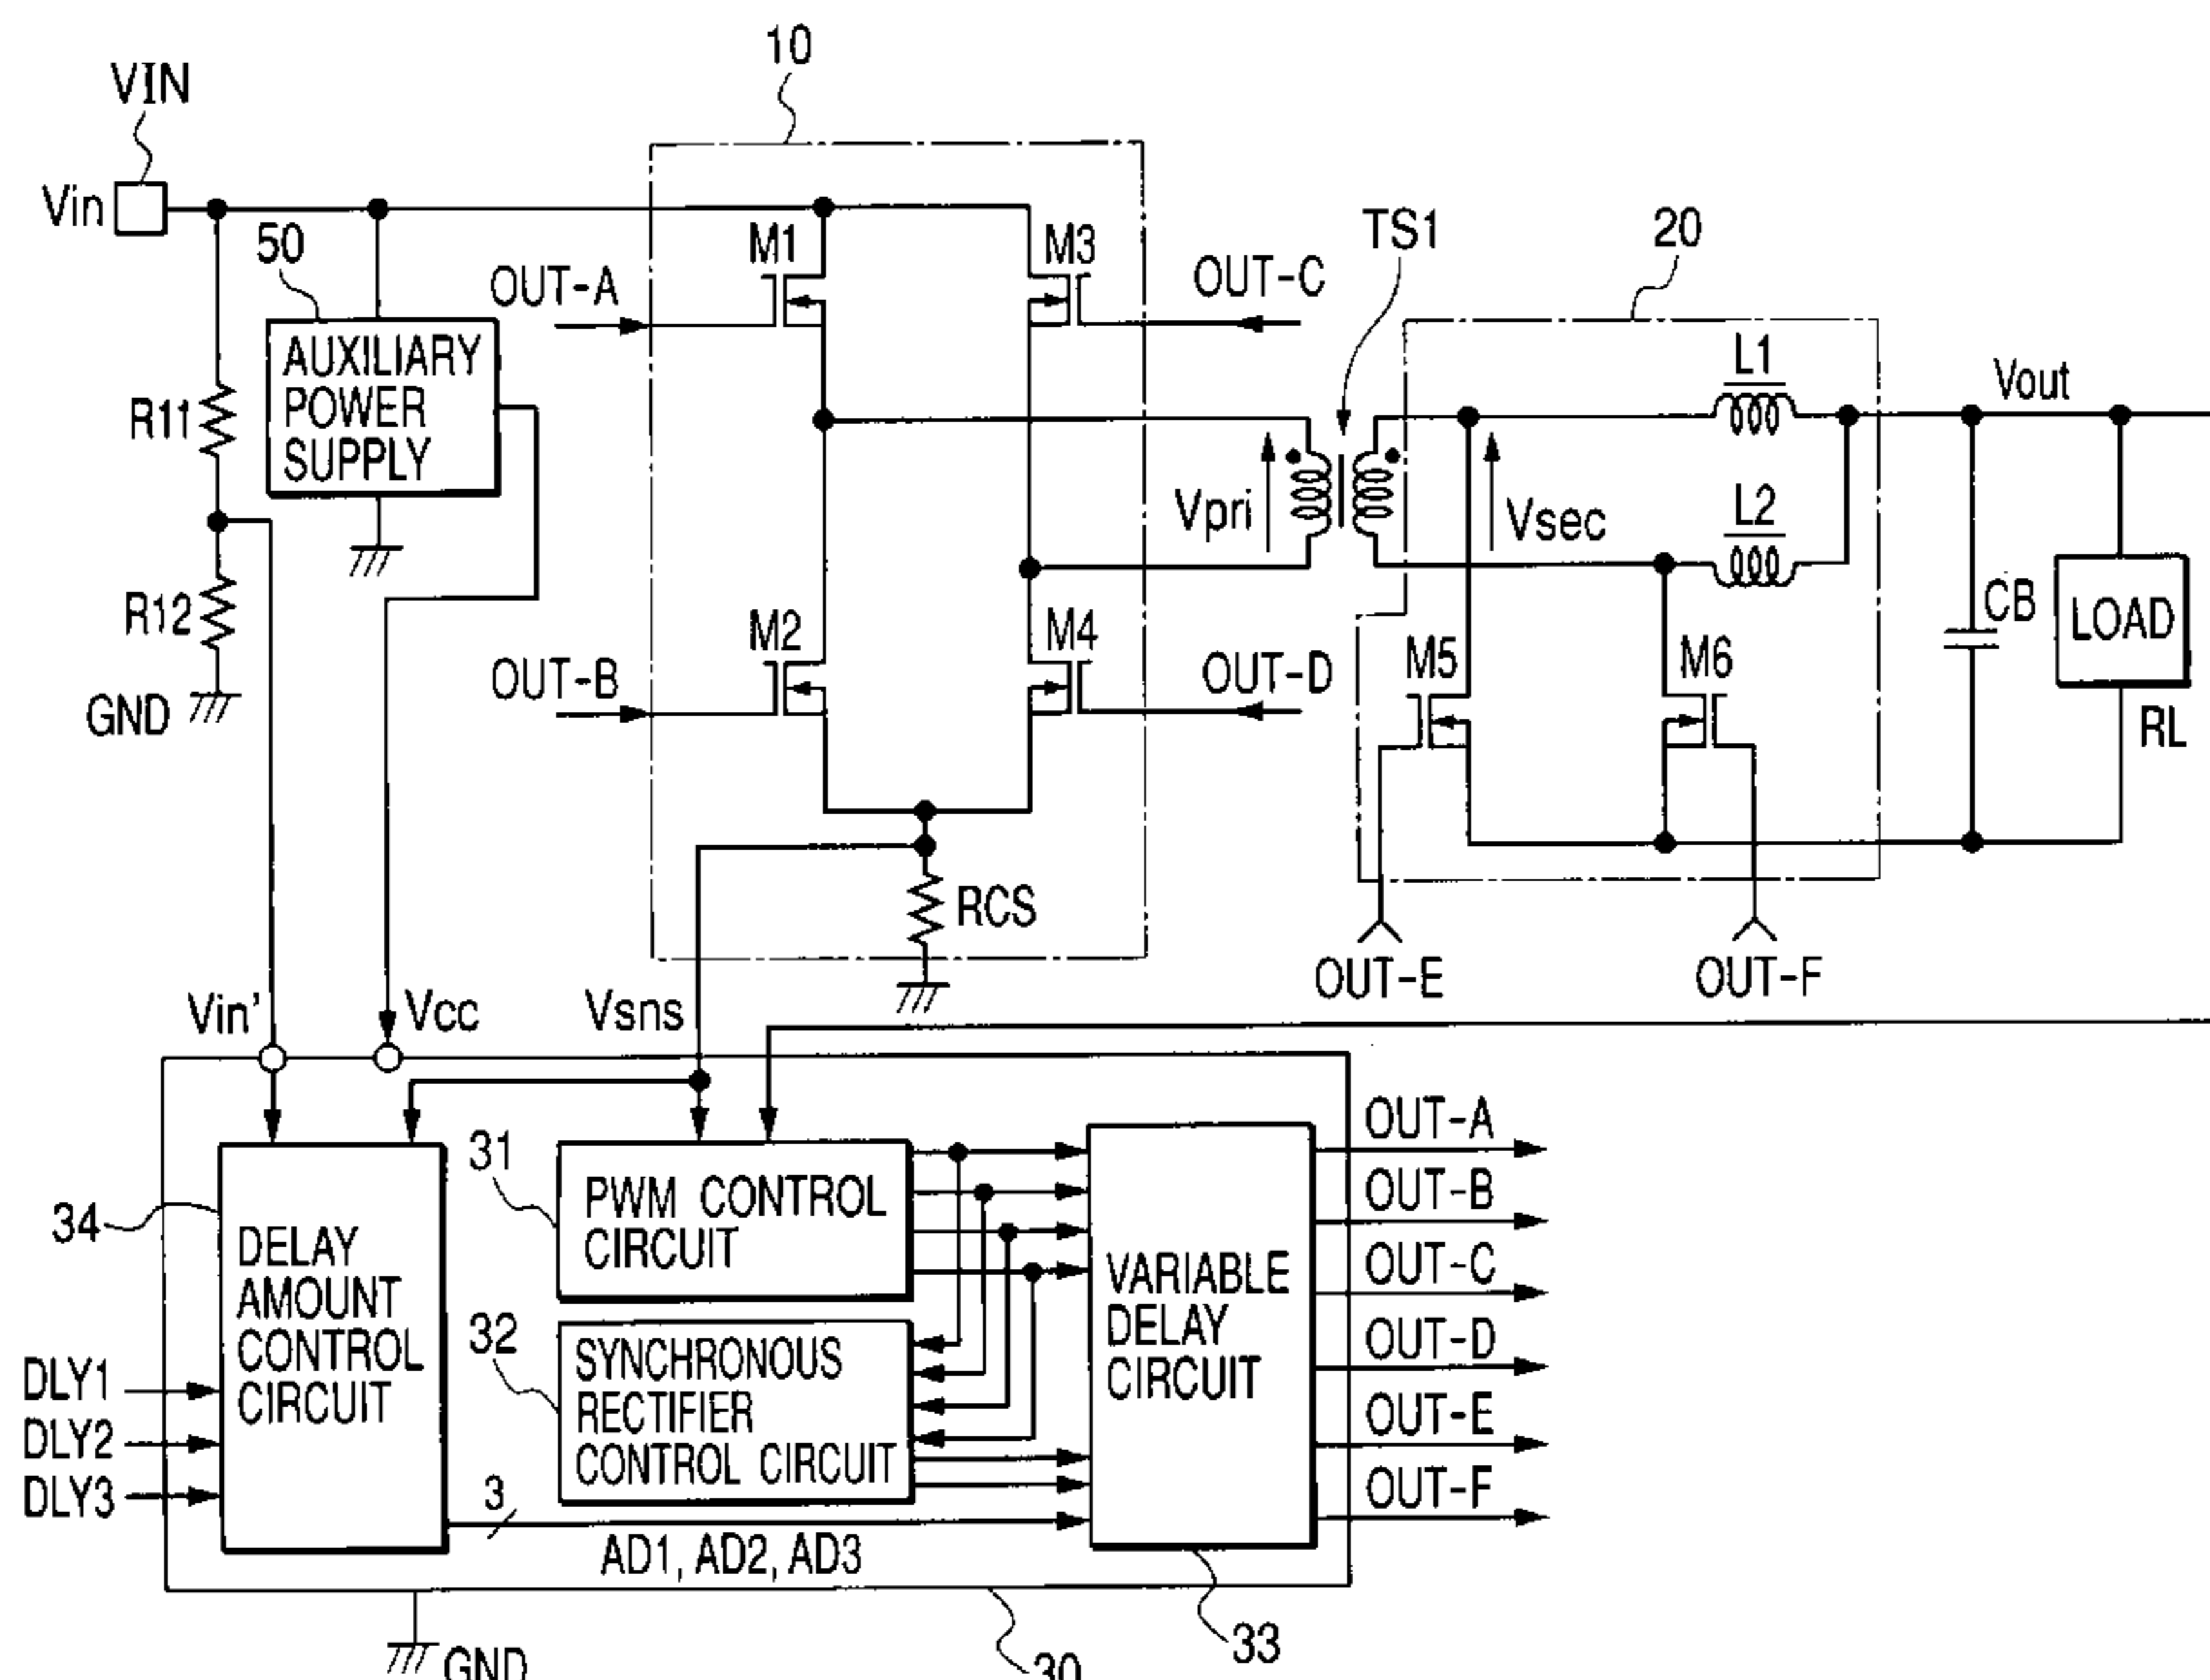 10
VIN
Vin
50
M1
M3
TS1
20
OUT-A
OUT-C
L1
Vout
AUXILIARY
POWER
SUPPLY
R11
Vpri
Vsec
L2
R12
M2
M4
M5
M6
CB
LOAD
OUT-B
OUT-D
GND
RL
RCS
OUT-E
OUT-F
Vin'
Vcc
Vsns
31
PWM CONTROL
CIRCUIT
OUT-A
OUT-B
34
DELAY
AMOUNT
CONTROL
CIRCUIT
VARIABLE
DELAY
CIRCUIT
OUT-C
32
SYNCHRONOUS
RECTIFIER
CONTROL CIRCUIT
OUT-D
DLY1
DLY2
DLY3
OUT-E
OUT-F
3
AD1, AD2, AD3
33
GND
30